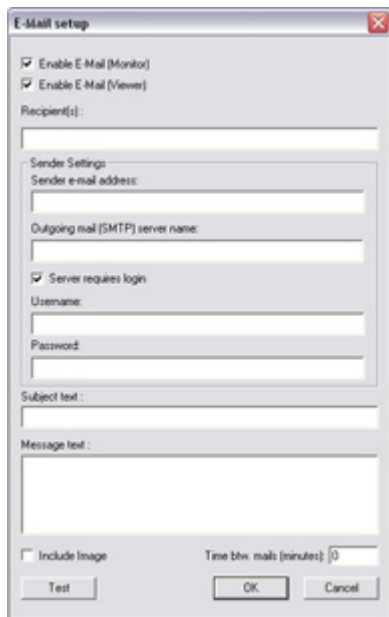 E-Mail setup
Enable E-Mail (Monitor)
Enable E-Mail (Viewer)
Recipient(s) :
Sender Settings
Sender e-mail address:
Outgoing mail (SMTP) server name:
Server requires login
Username:
Password:
Subject text :
Message text :
Include Image
Time btw. mails (minutes): 0
Test
OK
Cancel